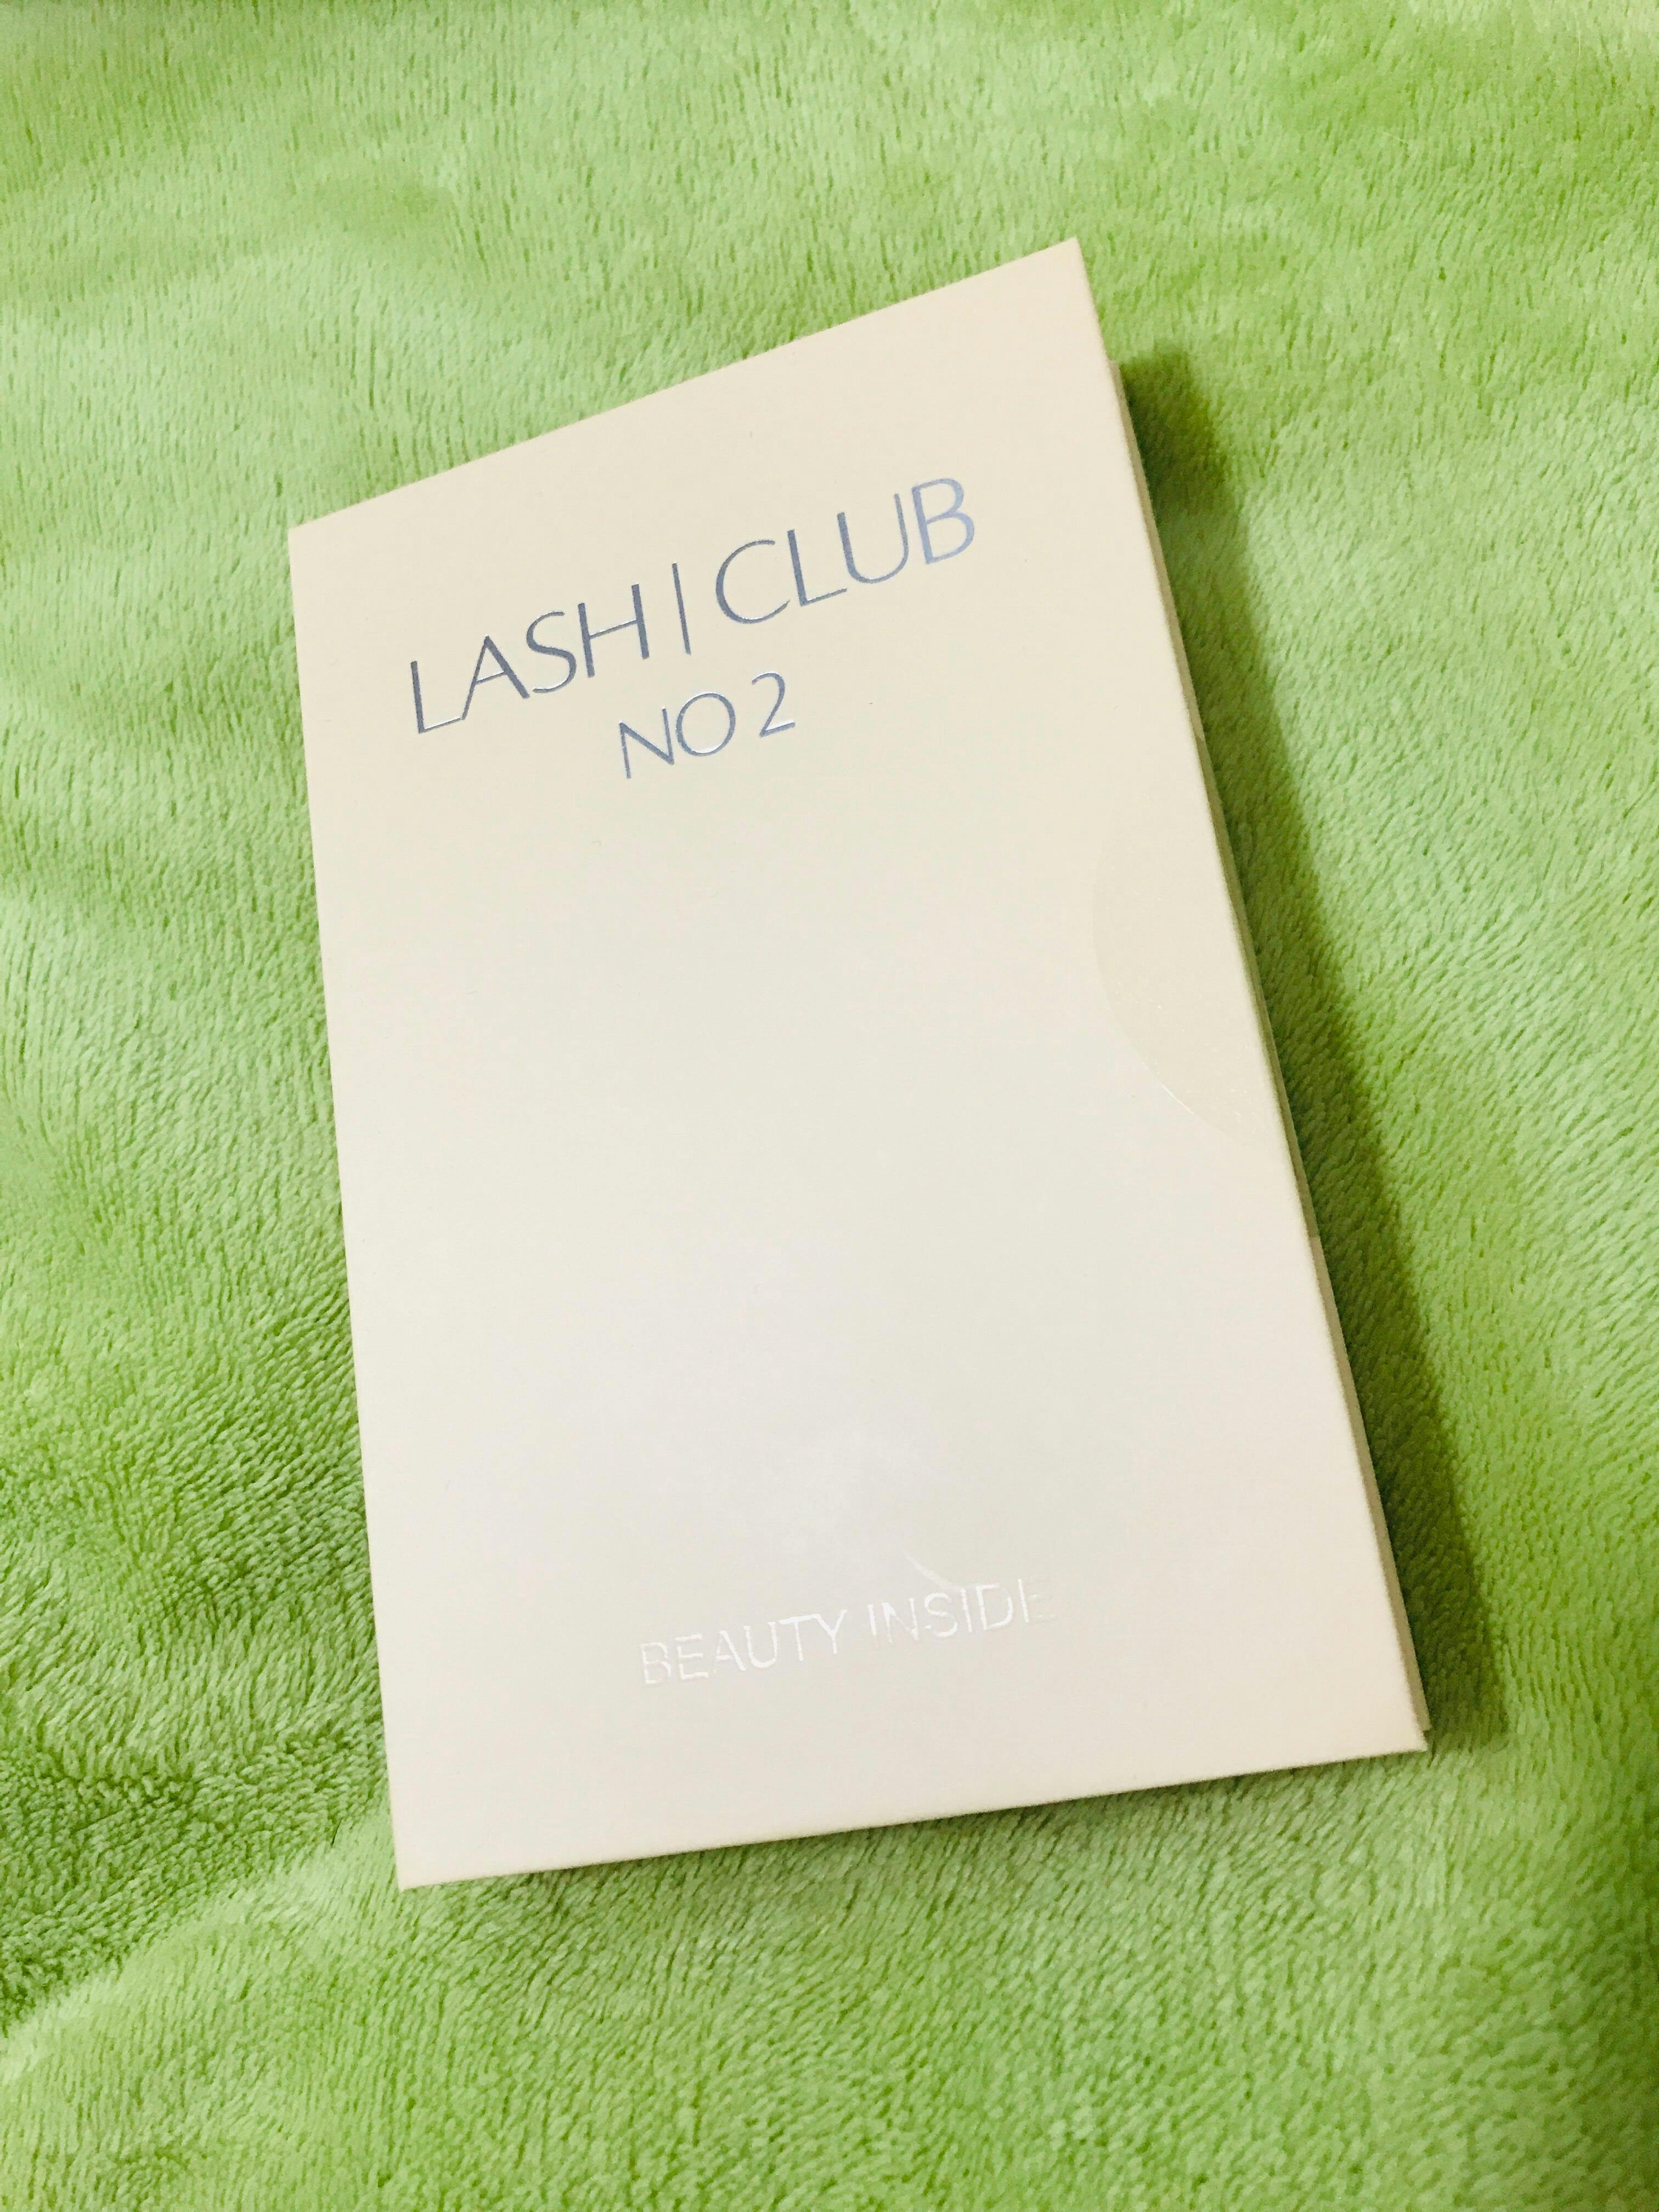 LASH | CLUB
NO 2
BEAUTY INSIDE